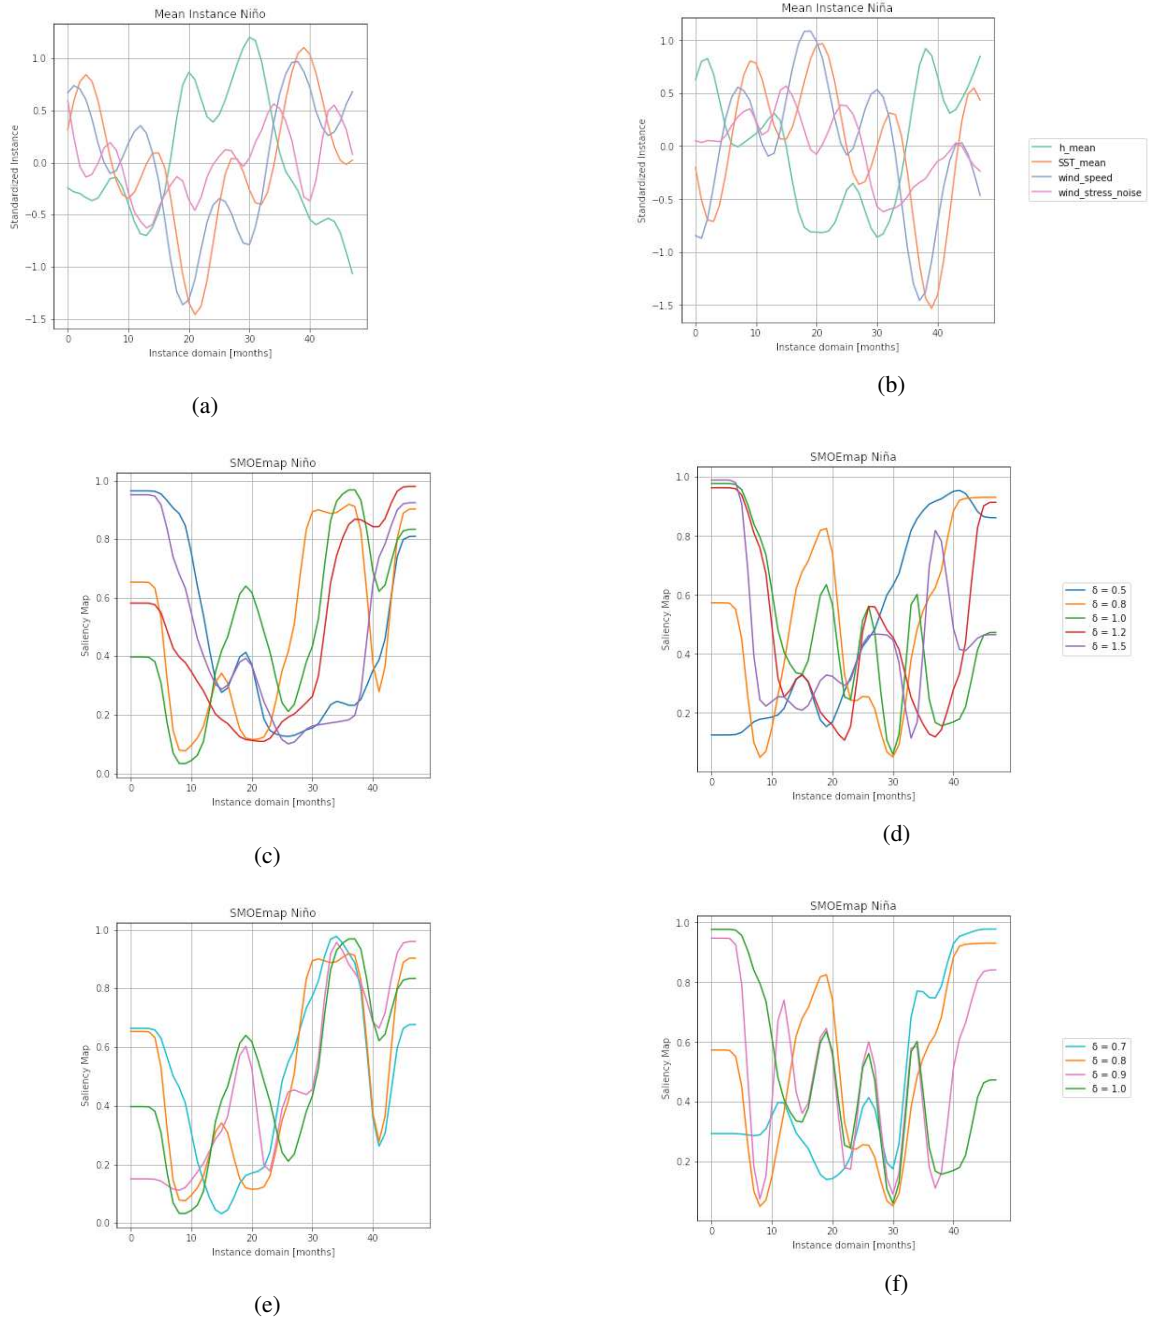 Mean Instance Niño
Standardized Instance
1.0
0.5
0.0
−0.5
−1.0
−1.5
0 10 20 30 40
Instance domain [months]
(a)
Mean Instance Niña
Standardized Instance
1.0
0.5
0.0
−0.5
−1.0
−1.5
0 10 20 30 40
Instance domain [months]
(b)
h_mean
SST_mean
wind_speed
wind_stress_noise
SMOEmap Niño
Saliency Map
1.0
0.8
0.6
0.4
0.2
0.0
0 10 20 30 40
Instance domain [months]
(c)
SMOEmap Niña
Saliency Map
1.0
0.8
0.6
0.4
0.2
0 10 20 30 40
Instance domain [months]
(d)
δ = 0.5
δ = 0.8
δ = 1.0
δ = 1.2
δ = 1.5
SMOEmap Niño
Saliency Map
1.0
0.8
0.6
0.4
0.2
0.0
0 10 20 30 40
Instance domain [months]
(e)
SMOEmap Niña
Saliency Map
1.0
0.8
0.6
0.4
0.2
0 10 20 30 40
Instance domain [months]
(f)
δ = 0.7
δ = 0.8
δ = 0.9
δ = 1.0